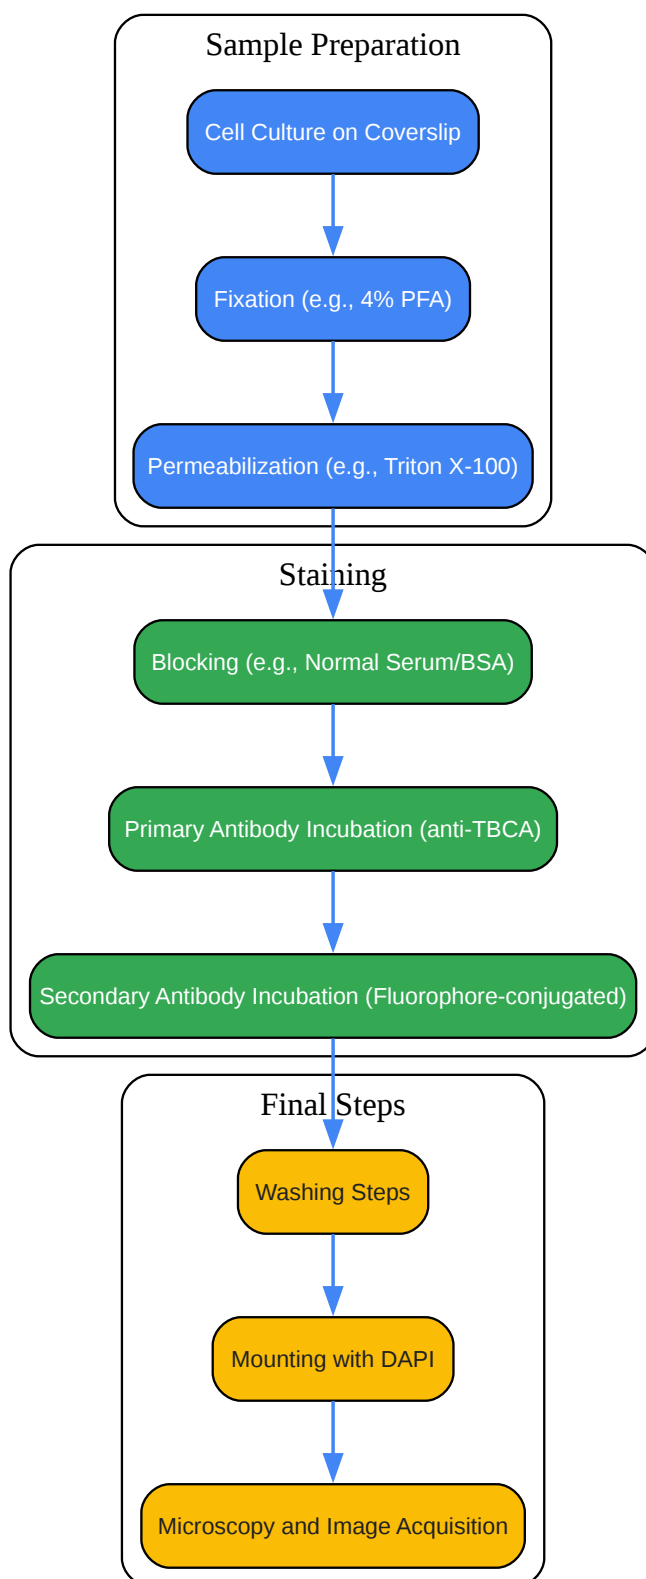 Sample Preparation
Cell Culture on Coverslip
Fixation (e.g., 4% PFA)
Permeabilization (e.g., Triton X-100)
Staining
Blocking (e.g., Normal Serum/BSA)
Primary Antibody Incubation (anti-TBCA)
Secondary Antibody Incubation (Fluorophore-conjugated)
Final Steps
Washing Steps
Mounting with DAPI
Microscopy and Image Acquisition